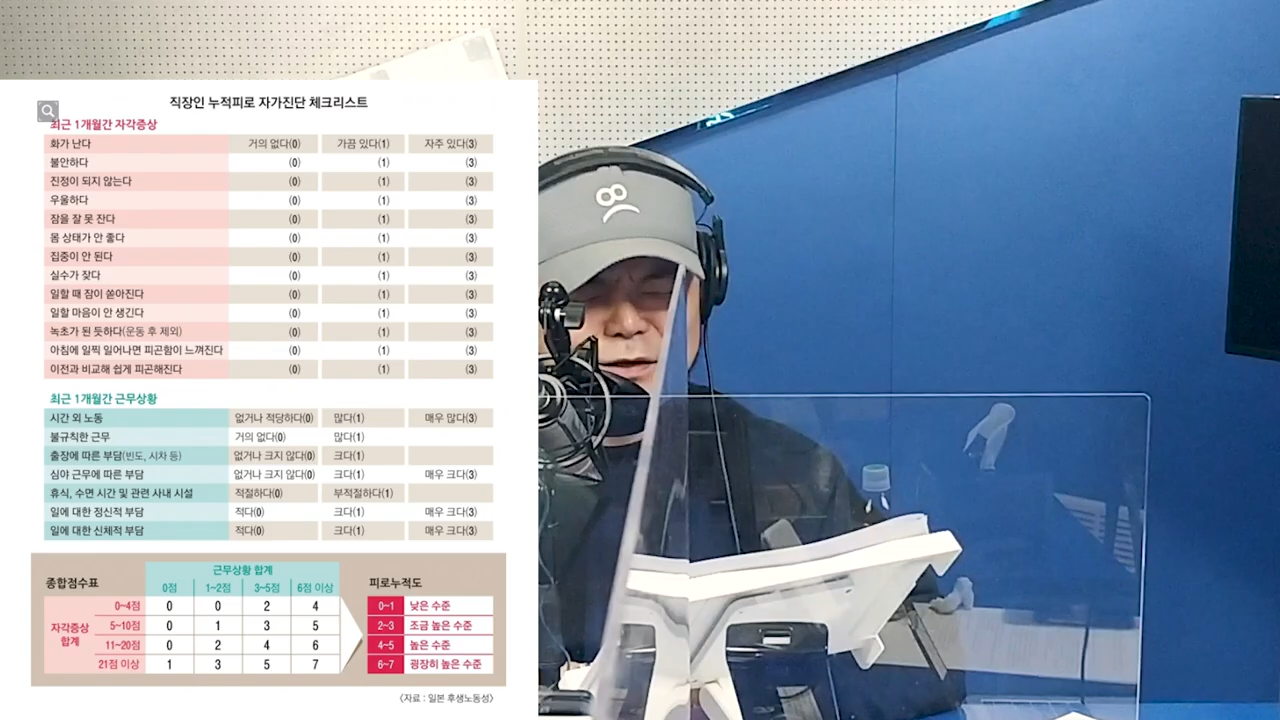 직장인 누적피로 자가진단 체크리스트
최근 1개월간 자각증상
화가 난다 거의 없다(0) 가끔 있다(1) 자주 있다(3)
불안하다 (0) (1) (3)
진정이 되지 않는다 (0) (1) (3)
우울하다 (0) (1) (3)
잠을 잘 못 잔다 (0) (1) (3)
몸 상태가 안 좋다 (0) (1) (3)
집중이 안 된다 (0) (1) (3)
실수가 잦다 (0) (1) (3)
일할 때 잠이 쏟아진다 (0) (1) (3)
일할 마음이 안 생긴다 (0) (1) (3)
녹초가 된 듯하다(운동 후 제외) (0) (1) (3)
아침에 일찍 일어나면 피곤함이 느껴진다 (0) (1) (3)
이전과 비교해 쉽게 피곤해진다 (0) (1) (3)
최근 1개월간 근무상황
시간 외 노동 없거나 적당하다(0) 많다(1) 매우 많다(3)
불규칙한 근무 거의 없다(0) 많다(1)
출장에 따른 부담(빈도, 시차 등) 없거나 크지 않다(0) 크다(1)
심야 근무에 따른 부담 없거나 크지 않다(0) 크다(1) 매우 크다(3)
휴식, 수면 시간 및 관련 사내 시설 적절하다(0) 부적절하다(1)
일에 대한 정신적 부담 적다(0) 크다(1) 매우 크다(3)
일에 대한 신체적 부담 적다(0) 크다(1) 매우 크다(3)
종합점수표
근무상황 합계
0점 1~2점 3~5점 6점 이상
자각증상 합계
0~4점 0 0 2 4
5~10점 0 1 3 5
11~20점 0 2 4 6
21점 이상 1 3 5 7
피로누적도
0~1 낮은 수준
2~3 조금 높은 수준
4~5 높은 수준
6~7 굉장히 높은 수준
〈자료 : 일본 후생노동성〉